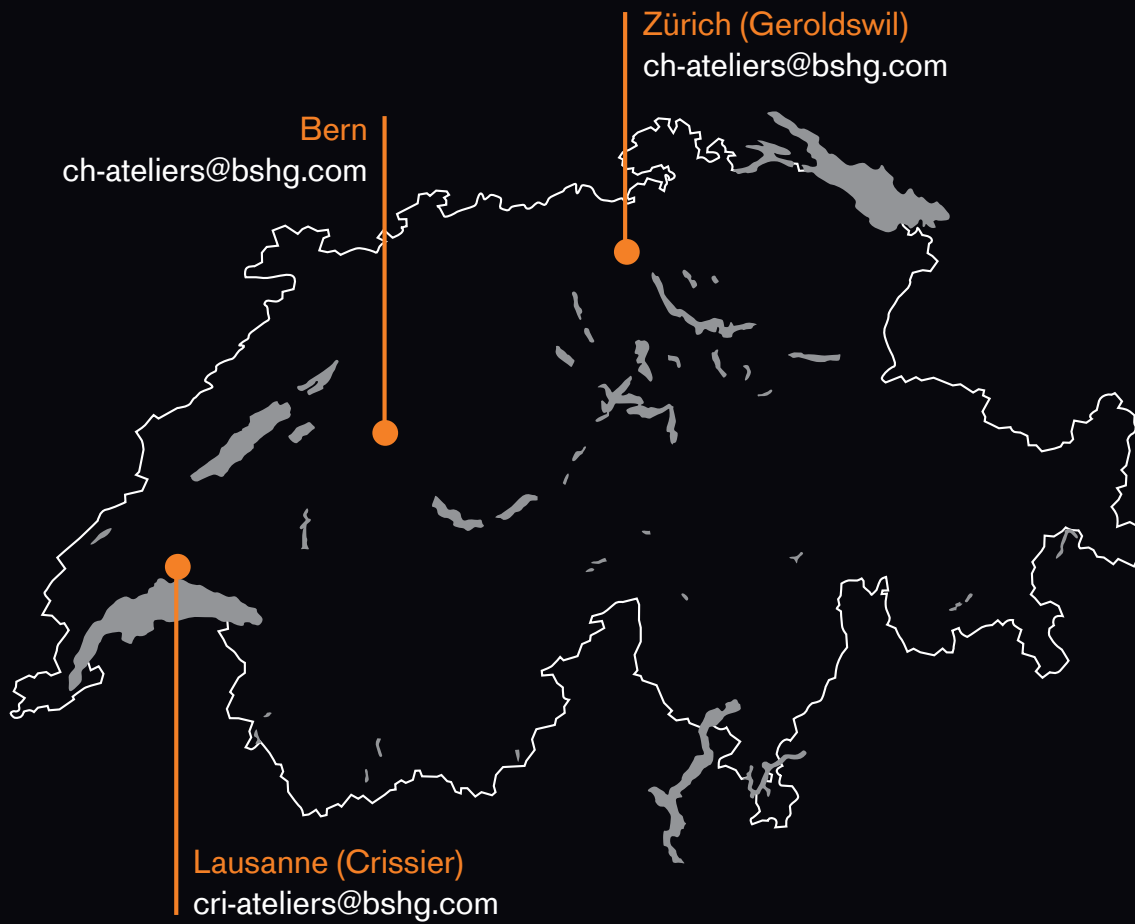 Zürich (Geroldswil)
ch-ateliers@bshg.com
Bern
ch-ateliers@bshg.com
Lausanne (Crissier)
cri-ateliers@bshg.com